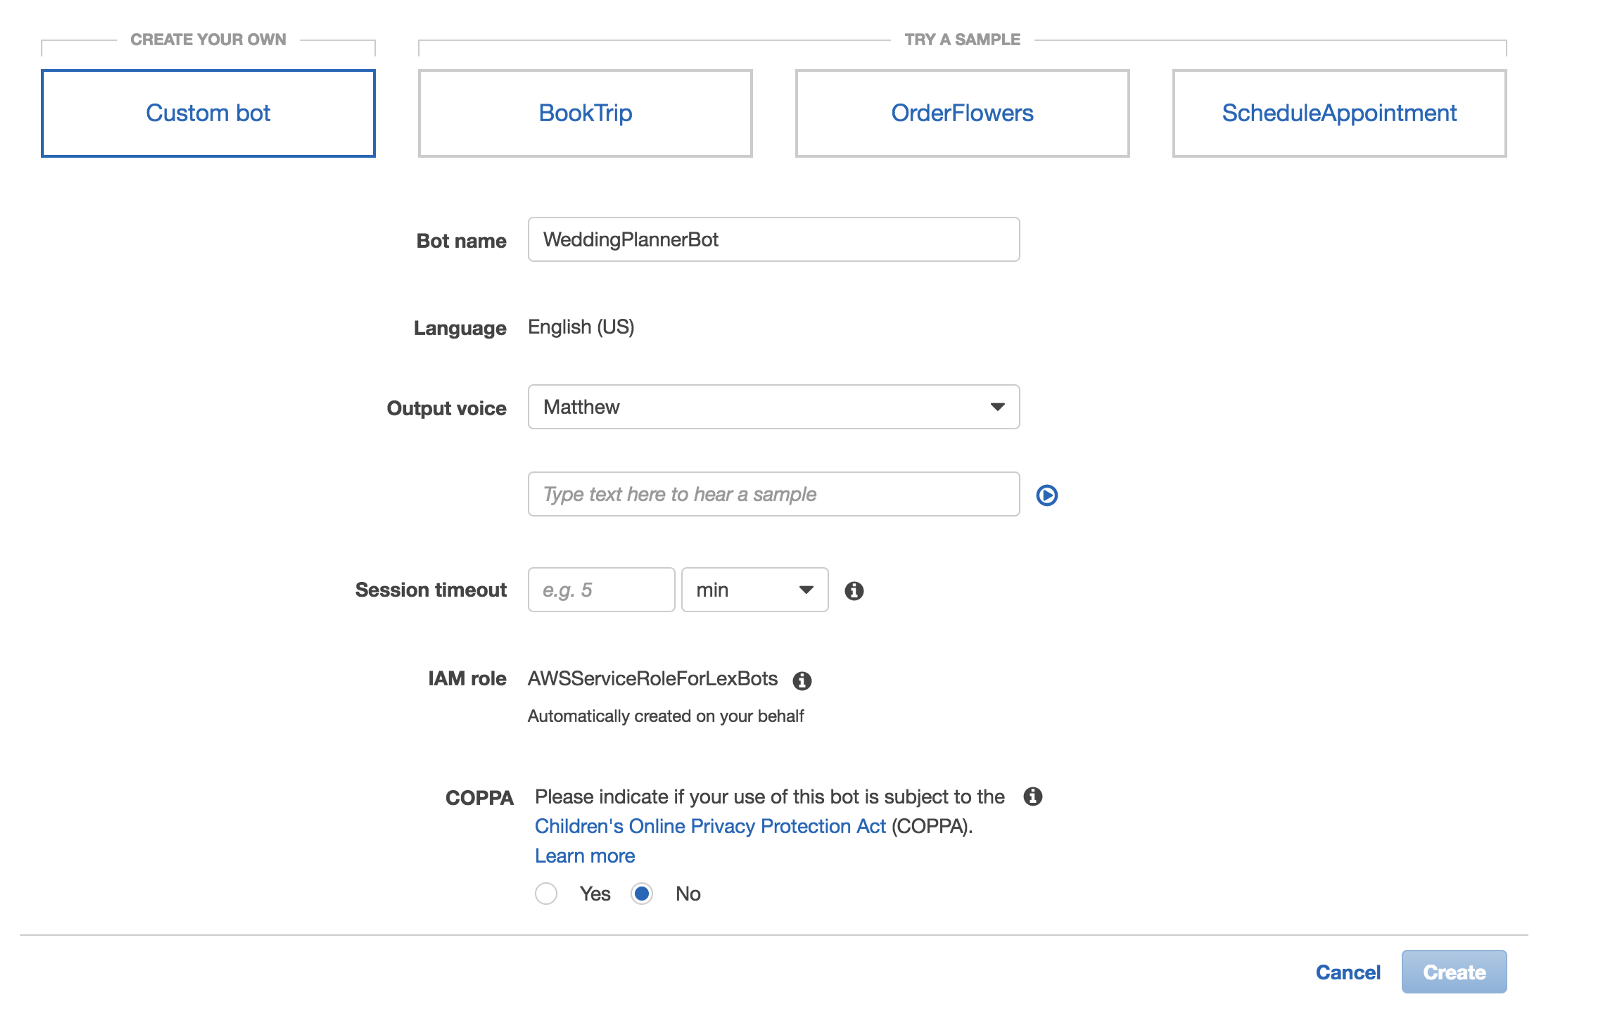 CREATE YOUR OWN
TRY A SAMPLE
Custom bot
BookTrip
OrderFlowers
ScheduleAppointment
Bot name
WeddingPlannerBot
Language
English (US)
Output voice
Matthew
Type text here to hear a sample
Session timeout
e.g. 5
min
IAM role
AWSServiceRoleForLexBots
Automatically created on your behalf
COPPA
Please indicate if your use of this bot is subject to the
Children's Online Privacy Protection Act (COPPA).
Learn more
Yes
No
Cancel
Create